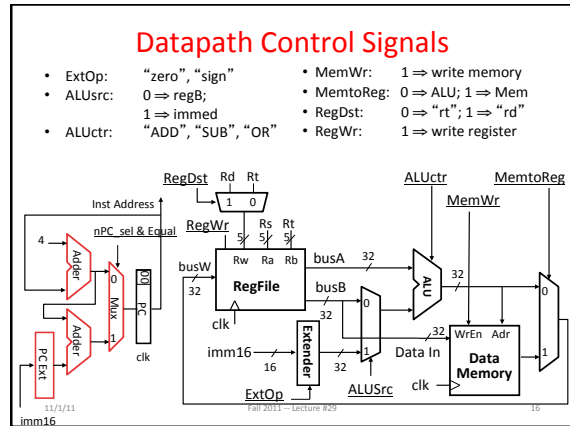 Datapath Control Signals
• ExtOp: “zero”, “sign”
• ALUsrc: 0 ⇒ regB;
1 ⇒ immed
• ALUctr: “ADD”, “SUB”, “OR”
• MemWr: 1 ⇒ write memory
• MemtoReg: 0 ⇒ ALU; 1 ⇒ Mem
• RegDst: 0 ⇒ “rt”; 1 ⇒ “rd”
• RegWr: 1 ⇒ write register
Inst Address
4
Adder
nPC_sel & Equal
0
Mux
1
00
PC
clk
Adder
PC Ext
imm16
RegDst
Rd Rt
1 0
RegWr
Rs Rt
5 5 5
Rw Ra Rb
RegFile
busW
32
clk
busA
32
busB
32
imm16
16
Extender
32
ExtOp
0
1
ALUSrc
ALUctr
ALU
32
MemWr
MemtoReg
32
Data In
WrEn Adr
Data
Memory
clk
0
1
11/1/11
Fall 2011 -- Lecture #29
16